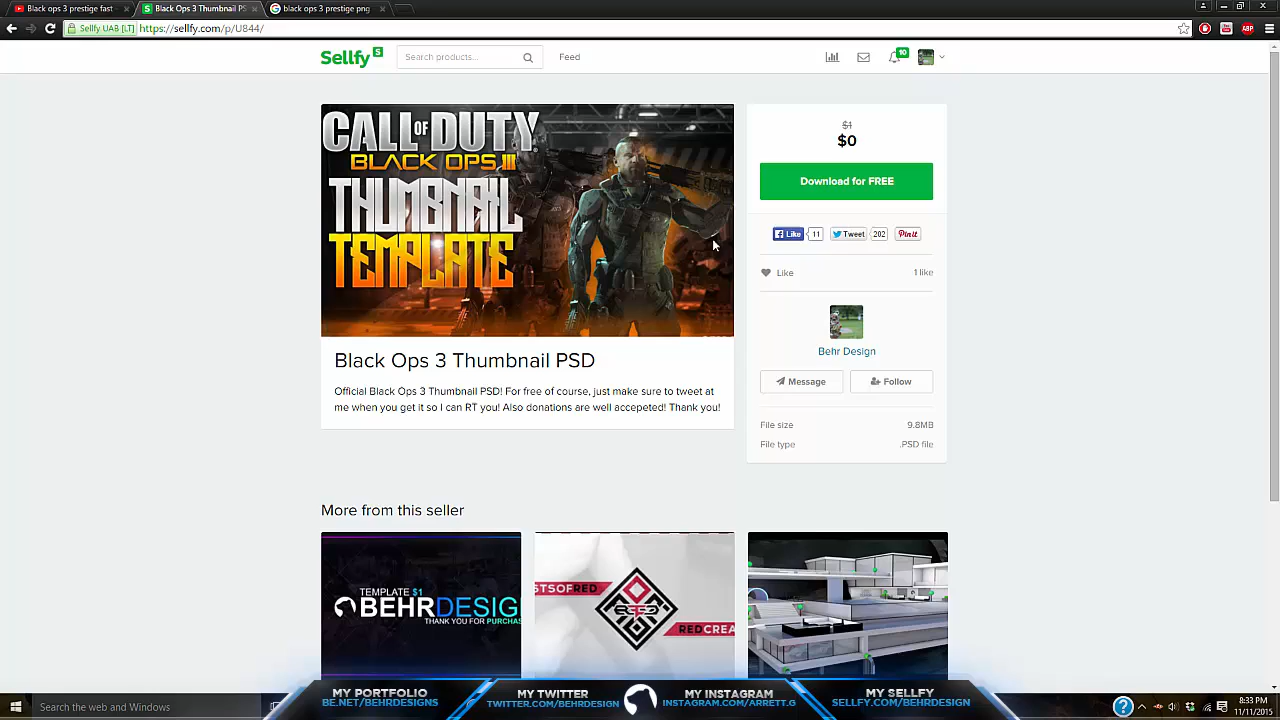 Black ops 3 prestige fast
Black Ops 3 Thumbnail PS
black ops 3 prestige png
Sellfy UAB [LT]
https://sellfy.com/p/U844/
Sellfy S
Search products...
Feed
10
CALL OF DUTY
BLACK OPS III
THUMBNAIL
TEMPLATE
$1
$0
Download for FREE
Like 11
Tweet 202
Pin it
Like
1 like
Behr Design
Message
Follow
File size 9.8MB
File type .PSD file
Black Ops 3 Thumbnail PSD
Official Black Ops 3 Thumbnail PSD! For free of course, just make sure to tweet at
me when you get it so I can RT you! Also donations are well accepeted! Thank you!
More from this seller
TEMPLATE $1
BEHRDESIG
THANK YOU FOR PURCHAS
STSOFRED
REDCREA
MY PORTFOLIO
BE.NET/BEHRDESIGNS
MY TWITTER
TWITTER.COM/BEHRDESIGN
MY INSTAGRAM
INSTAGRAM.COM/ARRETT.G
MY SELLFY
SELLFY.COM/BEHRDESIGN
Search the web and Windows
8:33 PM
11/11/2015